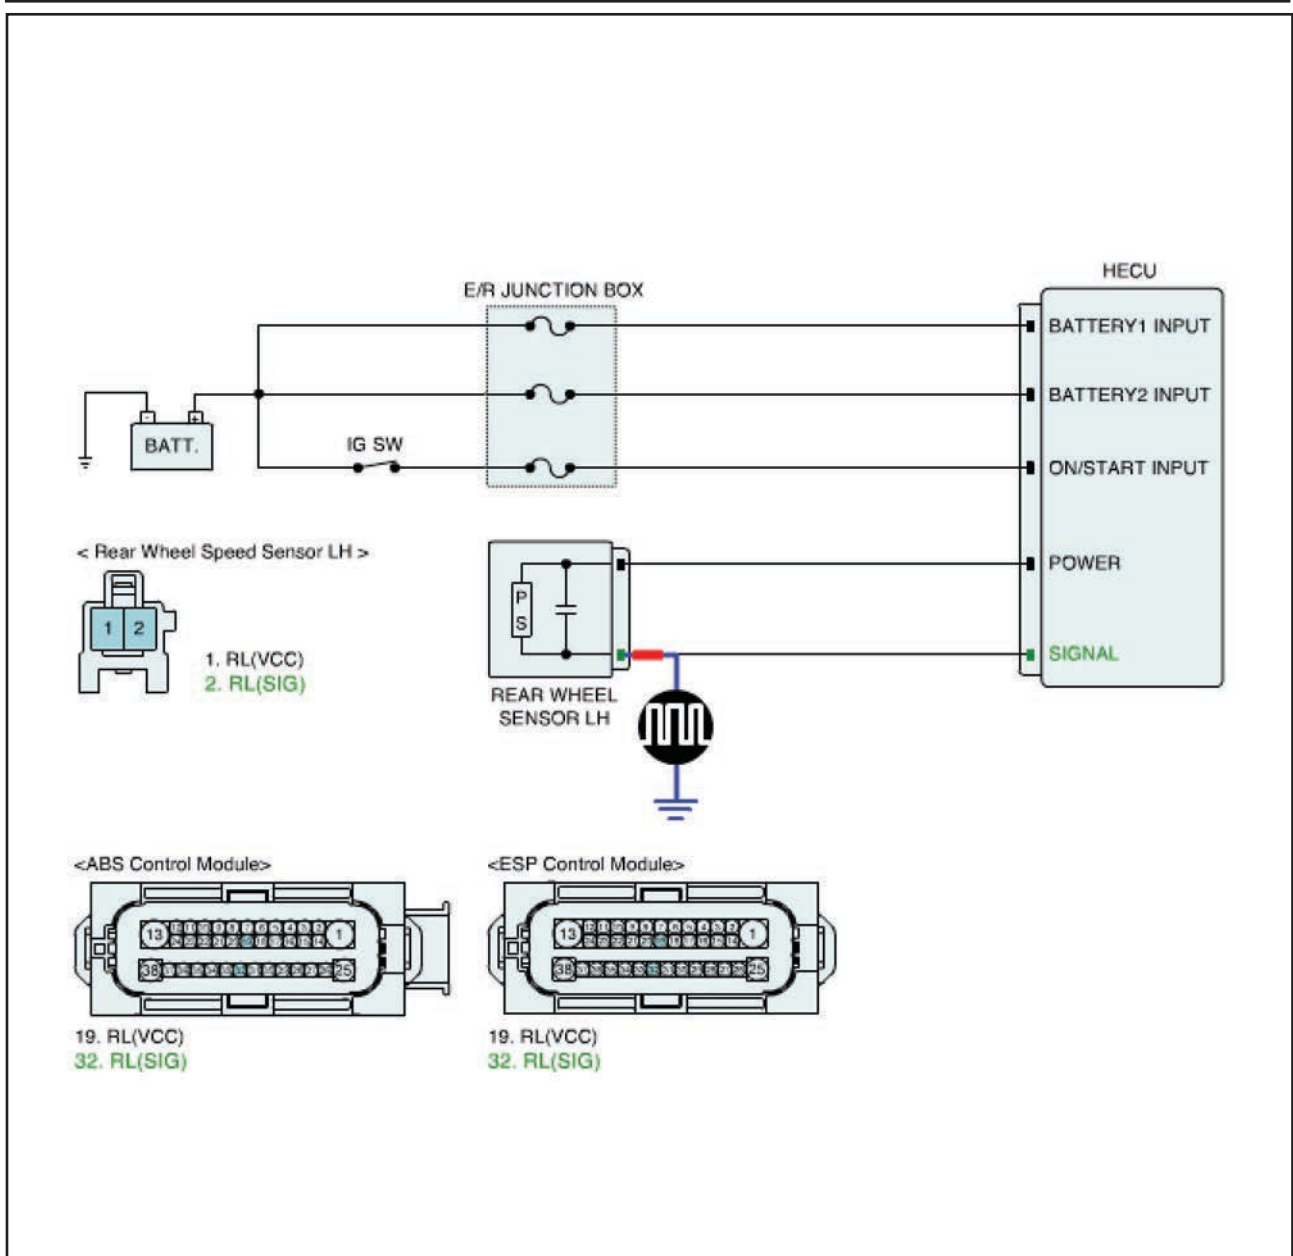 HECU
E/R JUNCTION BOX
BATTERY1 INPUT
BATTERY2 INPUT
- +
BATT.
IG SW
ON/START INPUT
< Rear Wheel Speed Sensor LH >
POWER
P
S
1 2
1. RL(VCC)
2. RL(SIG)
SIGNAL
REAR WHEEL
SENSOR LH
<ABS Control Module>
<ESP Control Module>
13 1
38 25
13 1
38 25
19. RL(VCC)
32. RL(SIG)
19. RL(VCC)
32. RL(SIG)